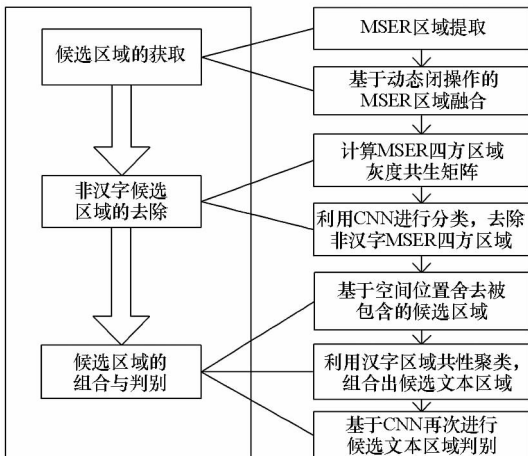 候选区域的获取
非汉字候选
区域的去除
候选区域的
组合与判别
MSER区域提取
基于动态闭操作的
MSER区域融合
计算MSER四方区域
灰度共生矩阵
利用CNN进行分类，去除
非汉字MSER四方区域
基于空间位置舍去被
包含的候选区域
利用汉字区域共性聚类，
组合出候选文本区域
基于CNN再次进行
候选文本区域判别